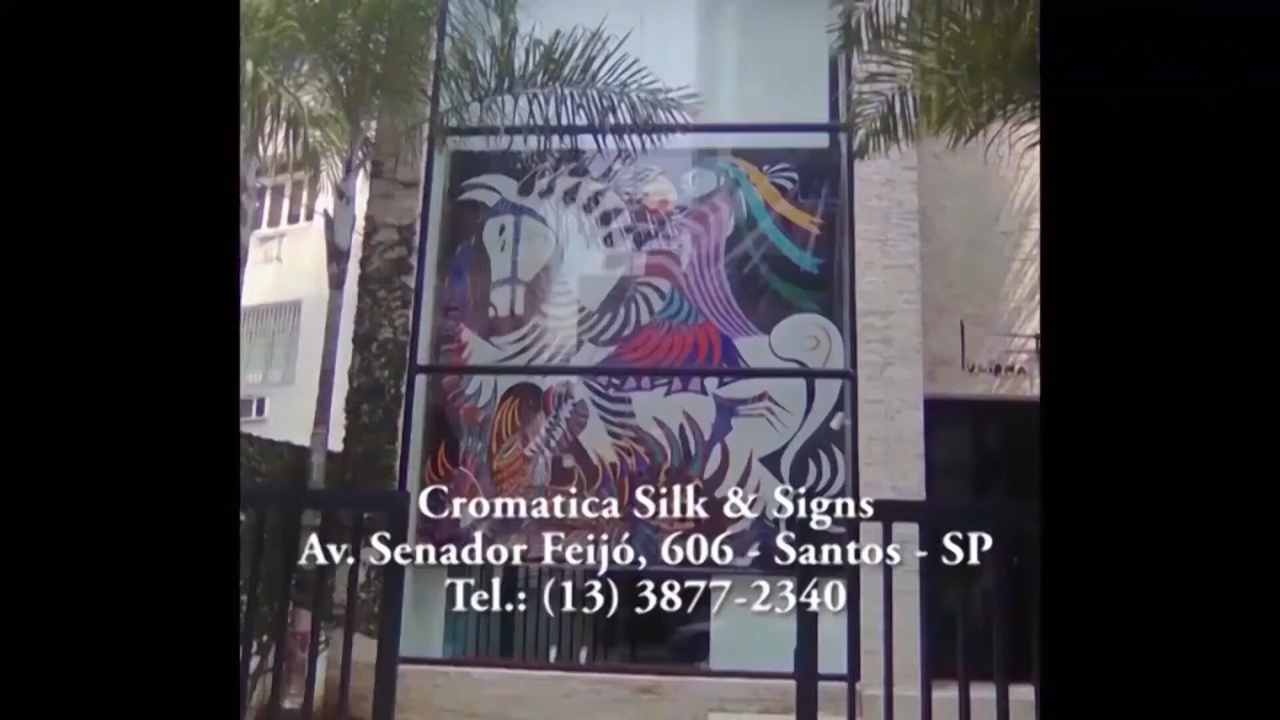 Cromatica Silk & Signs
Av. Senador Feijó, 606 - Santos - SP
Tel.: (13) 3877-2340